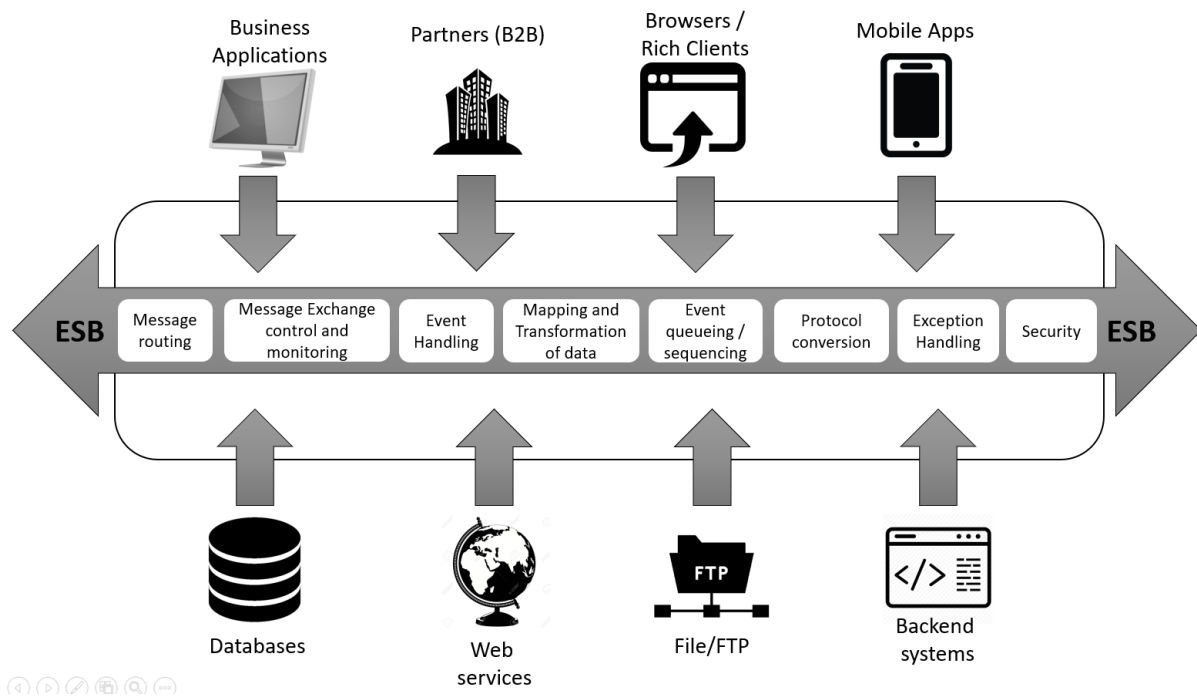 Business
Applications
Partners (B2B)
Browsers /
Rich Clients
Mobile Apps
ESB
Message
routing
Message Exchange
control and
monitoring
Event
Handling
Mapping and
Transformation
of data
Event
queueing /
sequencing
Protocol
conversion
Exception
Handling
Security
ESB
FTP
</>
Databases
Web
services
File/FTP
Backend
systems